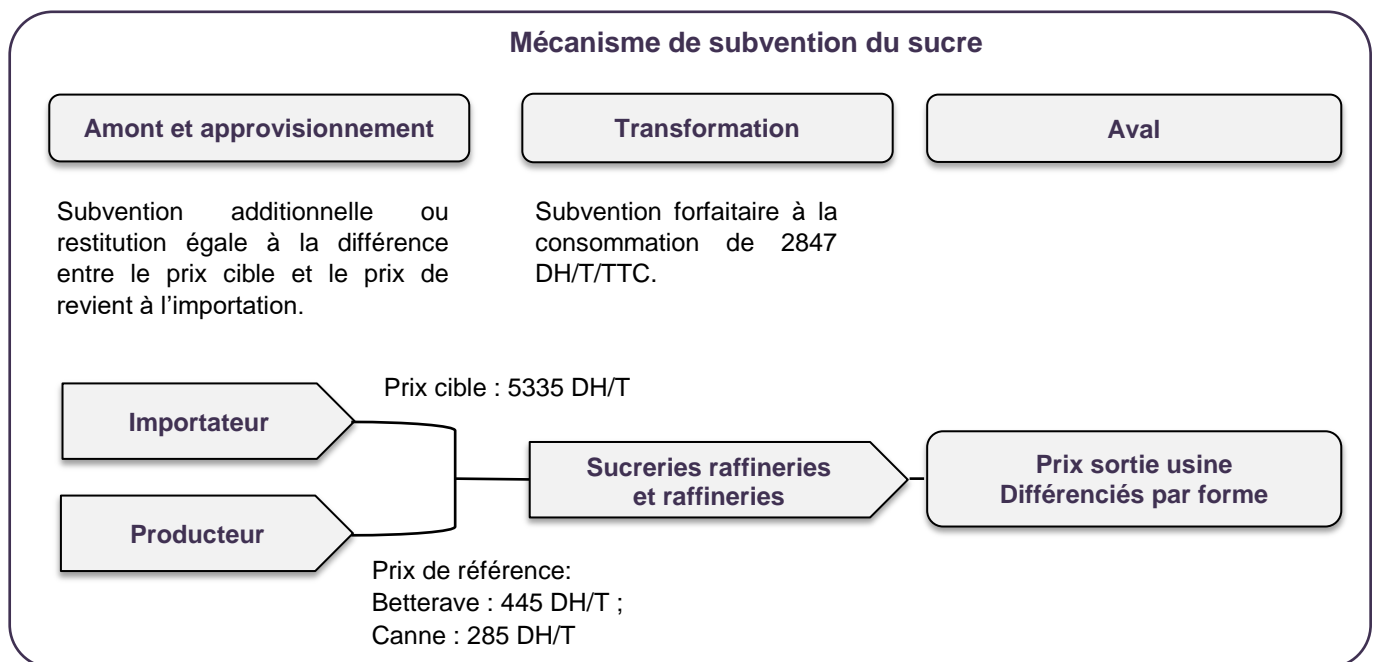 Mécanisme de subvention du sucre
Amont et approvisionnement
Transformation
Aval
Subvention additionnelle ou
restitution égale à la différence
entre le prix cible et le prix de
revient à l’importation.
Subvention forfaitaire à la
consommation de 2847
DH/T/TTC.
Prix cible : 5335 DH/T
Importateur
Producteur
Sucreries raffineries
et raffineries
Prix sortie usine
Différenciés par forme
Prix de référence:
Betterave : 445 DH/T ;
Canne : 285 DH/T